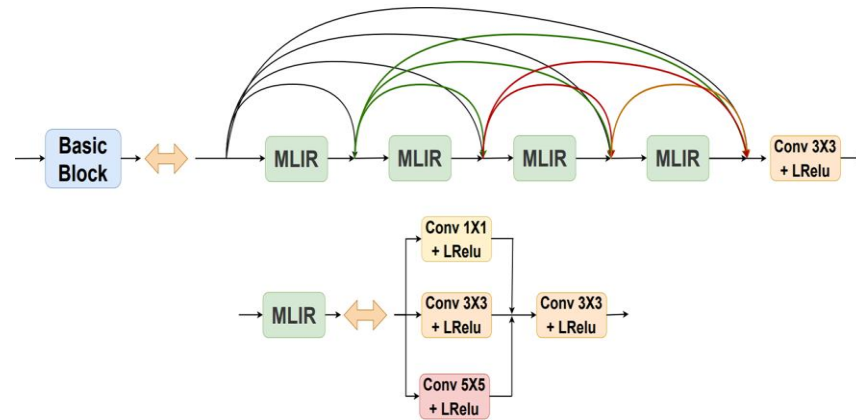 Basic
Block
MLIR
MLIR
MLIR
MLIR
Conv 3X3
+ LRelu
MLIR
Conv 1X1
+ LRelu
Conv 3X3
+ LRelu
Conv 5X5
+ LRelu
Conv 3X3
+ LRelu